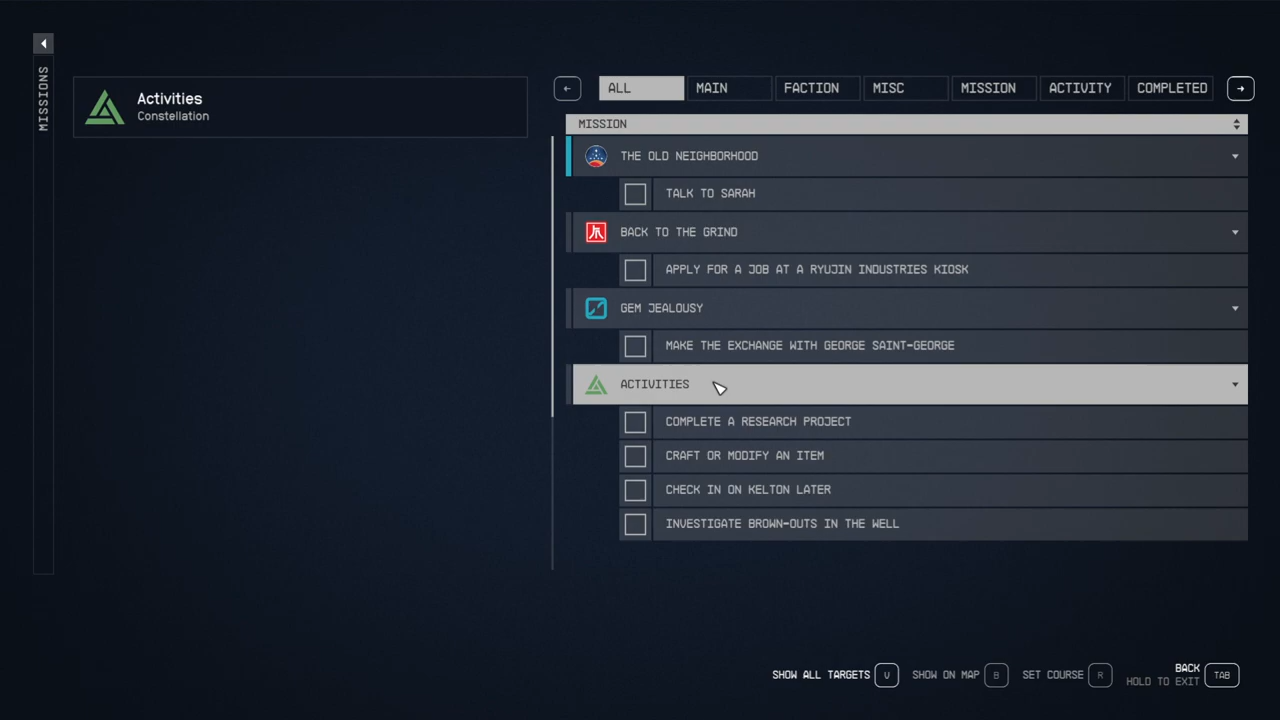 MISSIONS
Activities
Constellation
ALL
MAIN
FACTION
MISC
MISSION
ACTIVITY
COMPLETED
MISSION
THE OLD NEIGHBORHOOD
TALK TO SARAH
BACK TO THE GRIND
APPLY FOR A JOB AT A RYUJIN INDUSTRIES KIOSK
GEM JEALOUSY
MAKE THE EXCHANGE WITH GEORGE SAINT-GEORGE
ACTIVITIES
COMPLETE A RESEARCH PROJECT
CRAFT OR MODIFY AN ITEM
CHECK IN ON KELTON LATER
INVESTIGATE BROWN-OUTS IN THE WELL
SHOW ALL TARGETS V
SHOW ON MAP B
SET COURSE R
BACK
HOLD TO EXIT
TAB